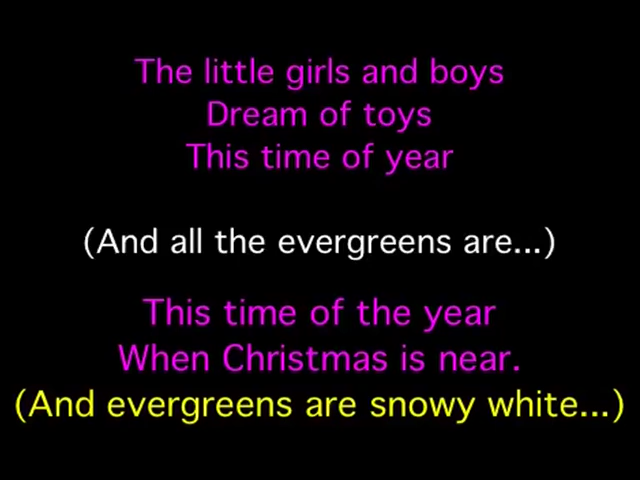 The little girls and boys
Dream of toys
This time of year
(And all the evergreens are...)
This time of the year
When Christmas is near.
(And evergreens are snowy white...)